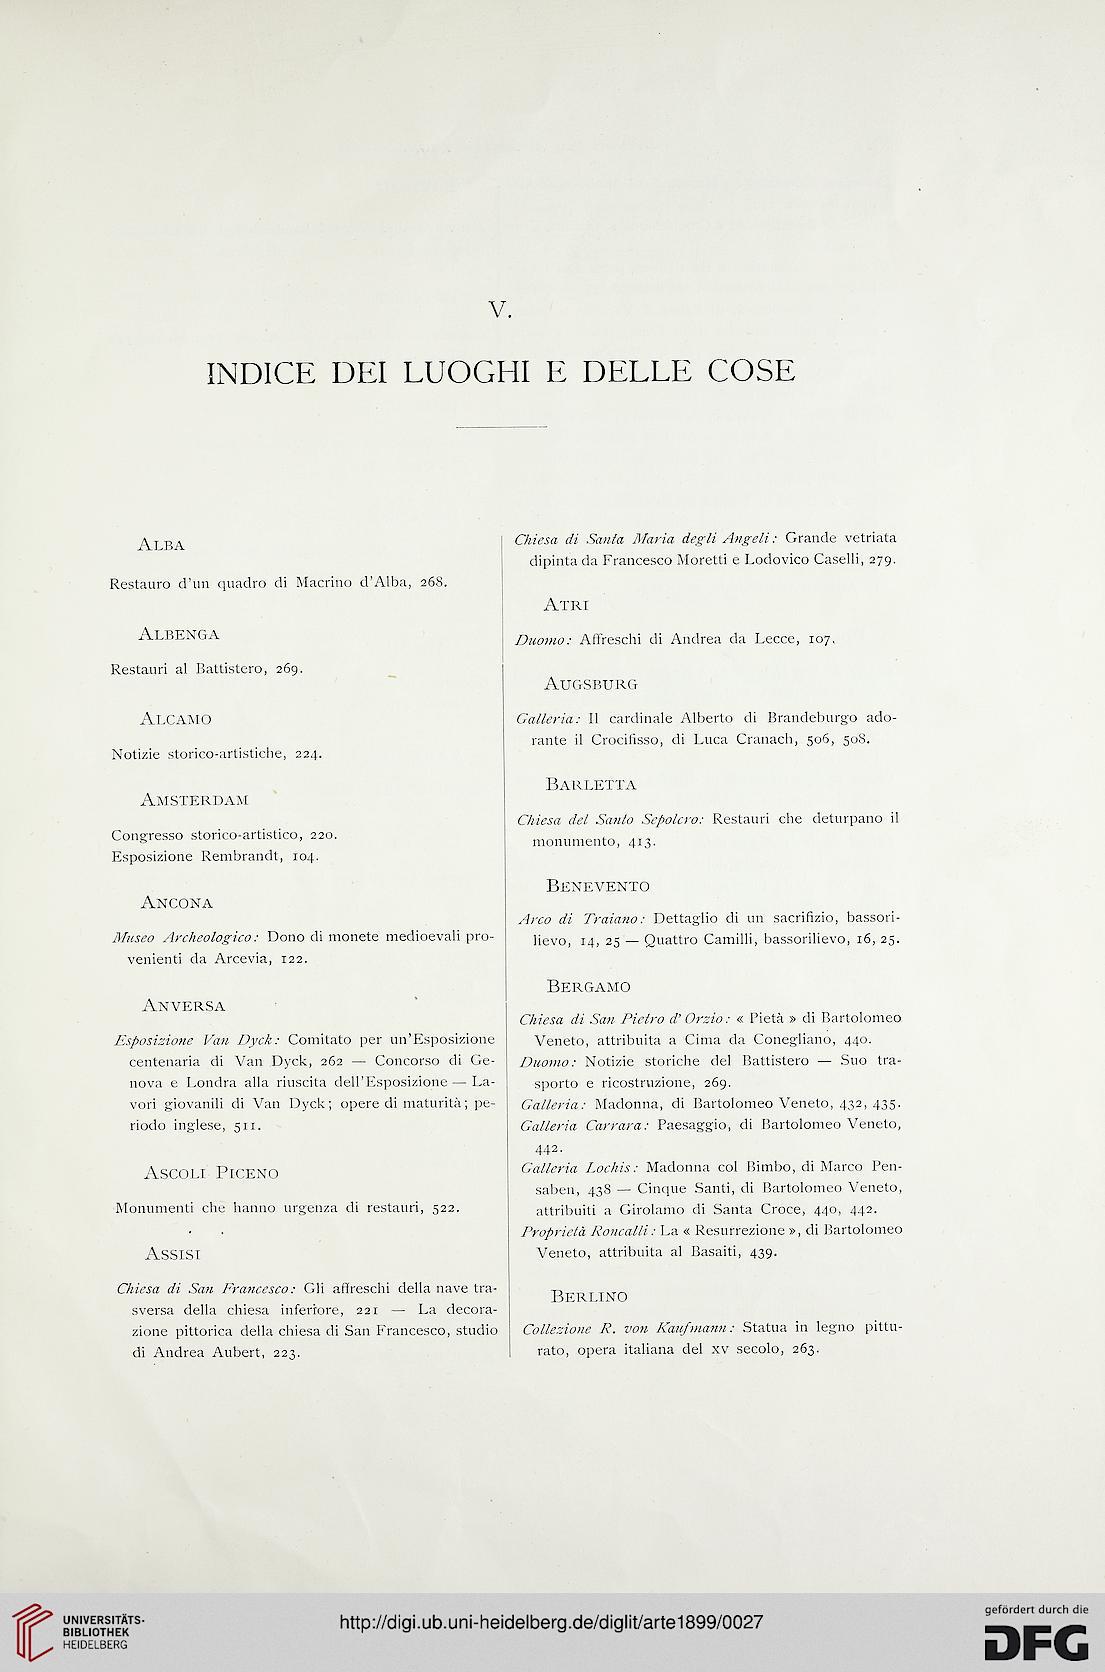 V.
INDICE DEI LUOGHI E DELLE COSE
ALBA
Restauro d'un quadro di Macrino d'Alba, 268.
ALBENGA
Restauri al Battistero, 269.
ALCAMO
Notizie storico-artistiche, 224.
AMSTERDAM
Congresso storico-artistico, 220.
Esposizione Rembrandt, 104.
ANCONA
Museo Archeologico: Dono di monete medioevali pro-
venienti da Arcevia, 122.
ANVERSA
Esposizione Van Dyck: Comitato per un'Esposizione
centenaria di Van Dyck, 262 — Concorso di Ge-
nova e Londra alla riuscita dell'Esposizione — La-
vori giovanili di Van Dyck; opere di maturità; pe-
riodo inglese, 511.
ASCOLI PICENO
Monumenti che hanno urgenza di restauri, 522.
ASSISI
Chiesa di San Francesco: Gli affreschi della nave tra-
sversa della chiesa inferiore, 221 — La decora-
zione pittorica della chiesa di San Francesco, studio
di Andrea Aubert, 223.
Chiesa di Santa Maria degli Angeli: Grande vetriata
dipinta da Francesco Moretti e Lodovico Caselli, 279.
ATRI
Duomo: Affreschi di Andrea da Lecce, 107.
AUGSBURG
Galleria: Il cardinale Alberto di Brandeburgo ado-
rante il Crocifisso, di Luca Cranach, 506, 508.
BARLETTA
Chiesa del Santo Sepolcro: Restauri che deturpano il
monumento, 413.
BENEVENTO
Arco di Traiano: Dettaglio di un sacrifizio, bassori-
lievo, 14, 25 — Quattro Camilli, bassorilievo, 16, 25.
BERGAMO
Chiesa di San Pietro d'Orzio: « Pietà » di Bartolomeo
Veneto, attribuita a Cima da Conegliano, 440.
Duomo: Notizie storiche del Battistero — Suo tra-
sporto e ricostruzione, 269.
Galleria: Madonna, di Bartolomeo Veneto, 432, 435.
Galleria Carrara: Paesaggio, di Bartolomeo Veneto,
442.
Galleria Lochis: Madonna col Bimbo, di Marco Pen-
saben, 438 — Cinque Santi, di Bartolomeo Veneto,
attribuiti a Girolamo di Santa Croce, 440, 442.
Proprietà Roncalli: La « Resurrezione », di Bartolomeo
Veneto, attribuita al Basaiti, 439.
BERLINO
Collezione R. von Kaufmann: Statua in legno pittu-
rato, opera italiana del XV secolo, 263.
UNIVERSITÄTS-
BIBLIOTHEK
HEIDELBERG
http://digi.ub.uni-heidelberg.de/diglit/arte1899/0027
gefördert durch die
DFG